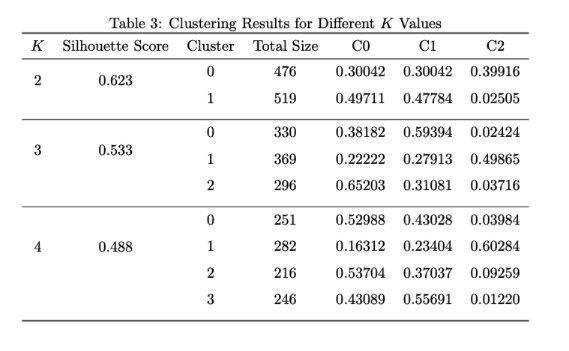 Table 3: Clustering Results for Different K Values
K Silhouette Score Cluster Total Size C0 C1 C2
2 0.623 0 476 0.30042 0.30042 0.39916
1 519 0.49711 0.47784 0.02505
3 0.533 0 330 0.38182 0.59394 0.02424
1 369 0.22222 0.27913 0.49865
2 296 0.65203 0.31081 0.03716
0 251 0.52988 0.43028 0.03984
4 0.488 1 282 0.16312 0.23404 0.60284
2 216 0.53704 0.37037 0.09259
3 246 0.43089 0.55691 0.01220